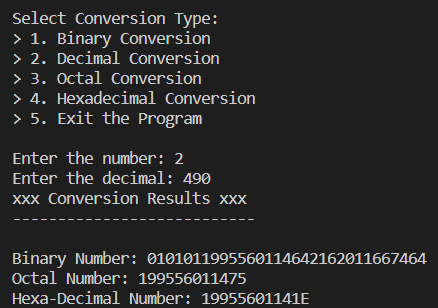 Select Conversion Type:
> 1. Binary Conversion
> 2. Decimal Conversion
> 3. Octal Conversion
> 4. Hexadecimal Conversion
> 5. Exit the Program
Enter the number: 2
Enter the decimal: 490
xxx Conversion Results xxx
---------------------------
Binary Number: 0101011995560114642162011667464
Octal Number: 199556011475
Hexa-Decimal Number: 19955601141E